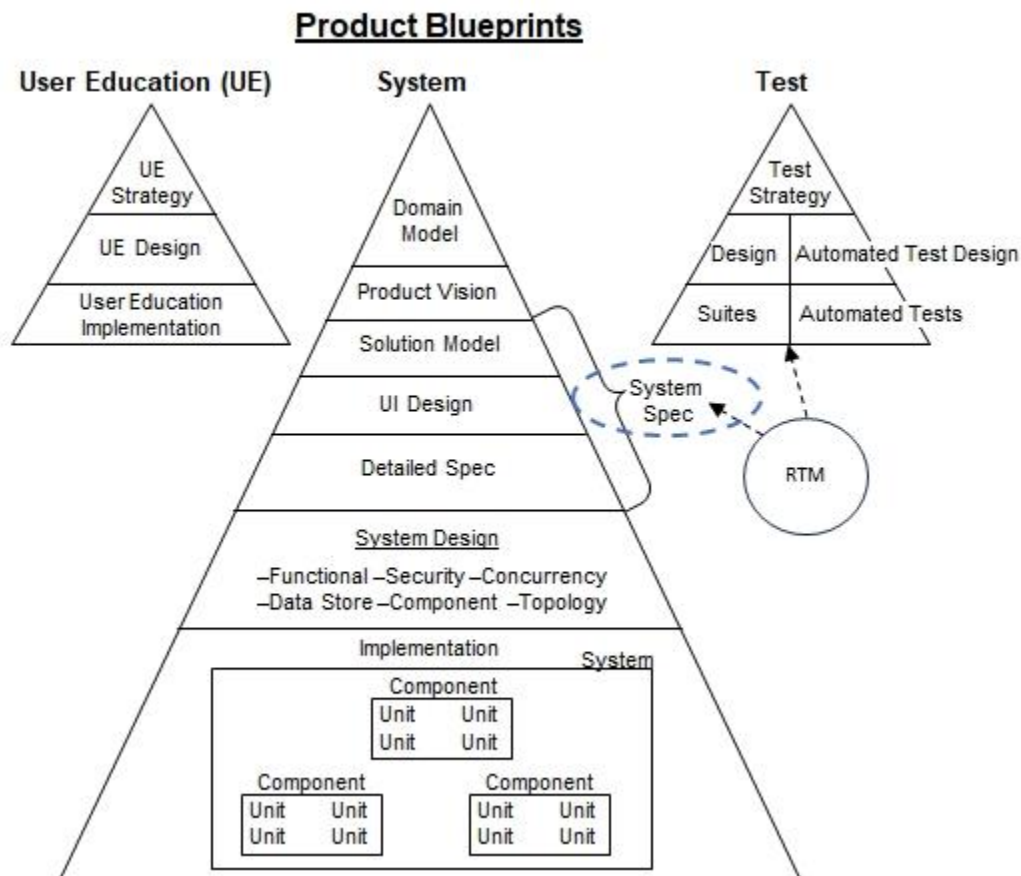 Product Blueprints
User Education (UE)
System
Test
UE
Strategy
UE Design
User Education
Implementation
Domain
Model
Product Vision
Solution Model
UI Design
Detailed Spec
System Design
–Functional –Security –Concurrency
–Data Store –Component –Topology
Implementation
System
Component
Unit Unit
Unit Unit
Component
Unit Unit
Unit Unit
Component
Unit Unit
Unit Unit
System
Spec
Test
Strategy
Design
Automated Test Design
Suites
Automated Tests
RTM